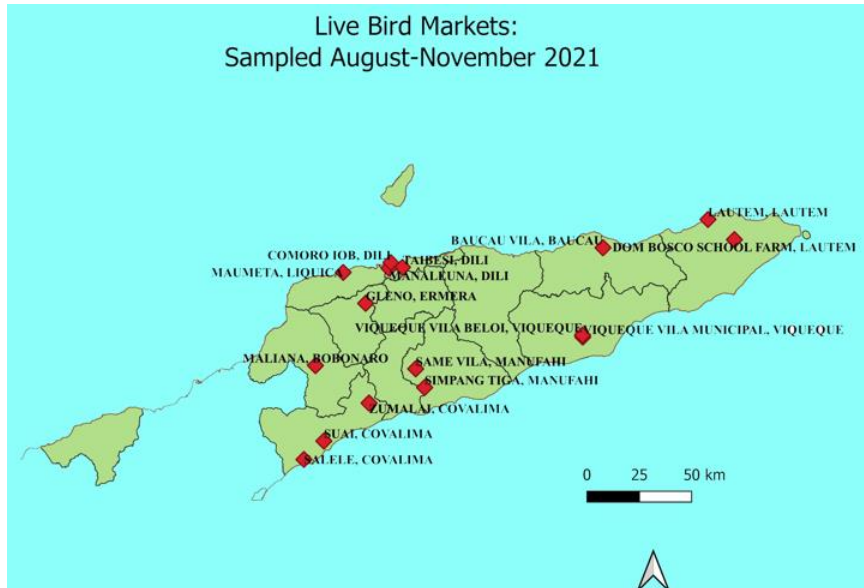 Live Bird Markets:
Sampled August-November 2021
LAUTEM, LAUTEM
BAUCAU VILA, BAUCAU
DOM BOSCO SCHOOL FARM, LAUTEM
COMORO IOB, DILI
TAIBESI, DILI
MAUMETA, LIQUICA
MANALEUNA, DILI
GLENO, ERMERA
VIQUEQUE VILA BELOI, VIQUEQUE
VIQUEQUE VILA MUNICIPAL, VIQUEQUE
MALIANA, BOBONARO
SAME VILA, MANUFAHI
SIMPANG TIGA, MANUFAHI
ZUMALAI, COVALIMA
SUAI, COVALIMA
SALELE, COVALIMA
0 25 50 km